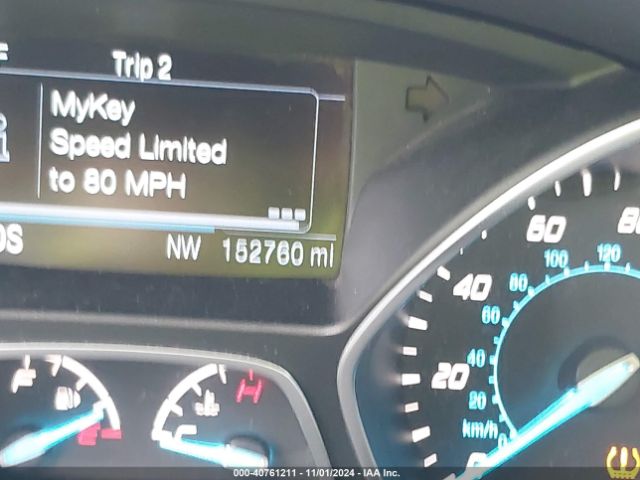 Trip 2
MyKey
Speed Limited
to 80 MPH
NW 152760 mi
20 40 60
20 40 60 80 100 120
km/h
0
C H
000-40761211 - 11/01/2024 - IAA Inc.